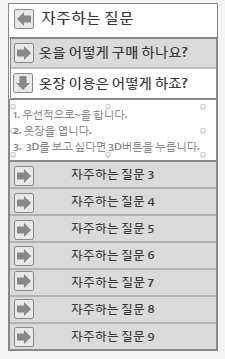 자주하는 질문
옷을 어떻게 구매 하나요?
옷장 이용은 어떻게 하죠?
1. 우선적으로~을 합니다.
2. 옷장을 엽니다.
3. 3D를 보고 싶다면 3D버튼을 누릅니다.
자주하는 질문 3
자주하는 질문 4
자주하는 질문 5
자주하는 질문 6
자주하는 질문 7
자주하는 질문 8
자주하는 질문 9